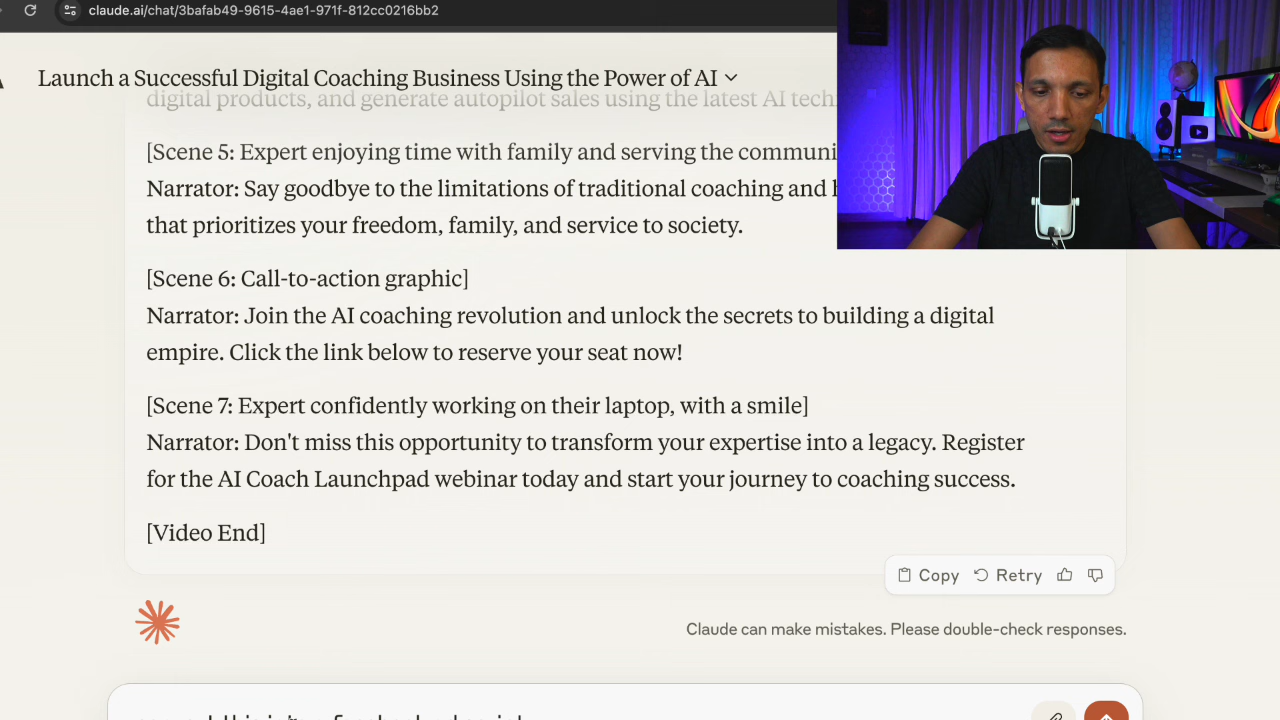 claude.ai/chat/3bafab49-9615-4ae1-971f-812cc0216bb2
Launch a Successful Digital Coaching Business Using the Power of AI
digital products, and generate autopilot sales using the latest AI
[Scene 5: Expert enjoying time with family and serving the
Narrator: Say goodbye to the limitations of traditional coaching and
that prioritizes your freedom, family, and service to society.
[Scene 6: Call-to-action graphic]
Narrator: Join the AI coaching revolution and unlock the secrets to building a digital
empire. Click the link below to reserve your seat now!
[Scene 7: Expert confidently working on their laptop, with a smile]
Narrator: Don't miss this opportunity to transform your expertise into a legacy. Register
for the AI Coach Launchpad webinar today and start your journey to coaching success.
[Video End]
Copy Retry
Claude can make mistakes. Please double-check responses.